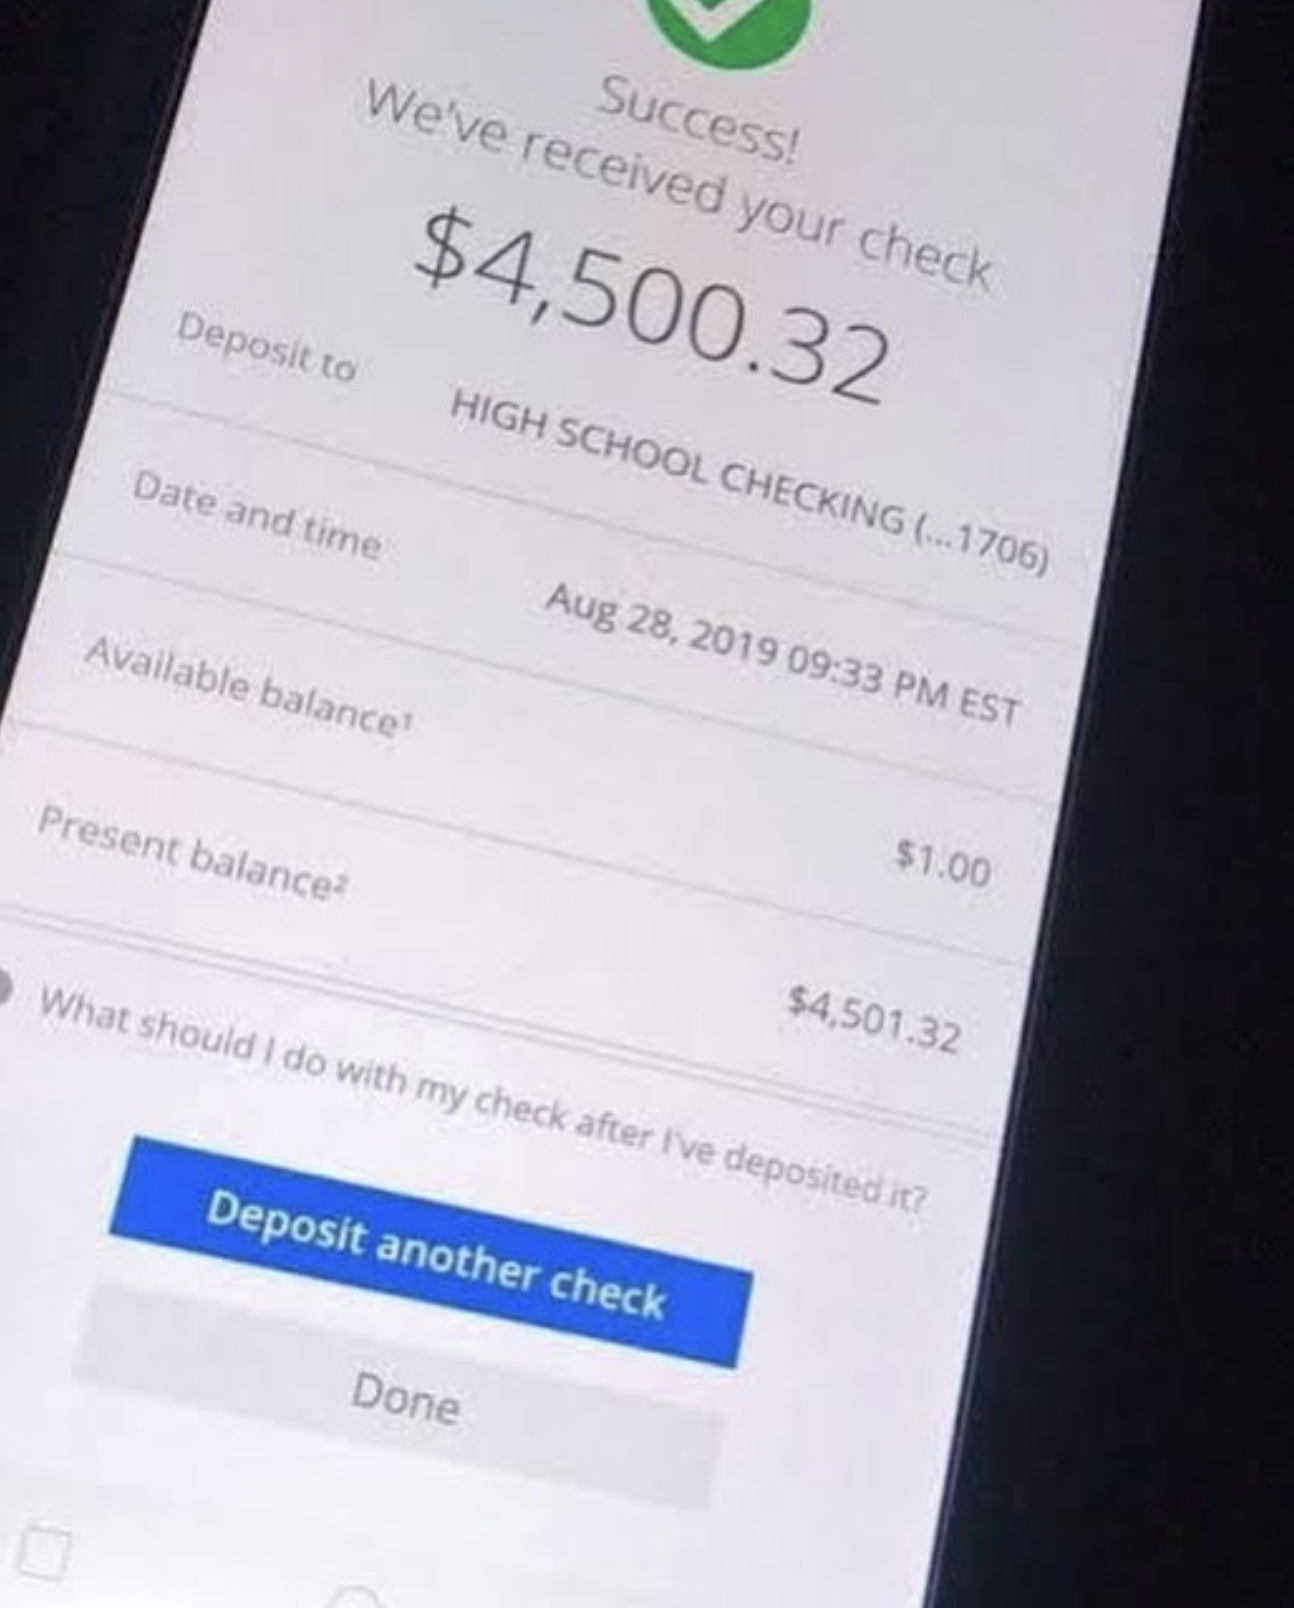 Success!
We've received your check
$4,500.32
Deposit to HIGH SCHOOL CHECKING (...1706)
Date and time Aug 28, 2019 09:33 PM EST
Available balance¹ $1.00
Present balance² $4,501.32
What should I do with my check after I've deposited it?
Deposit another check
Done